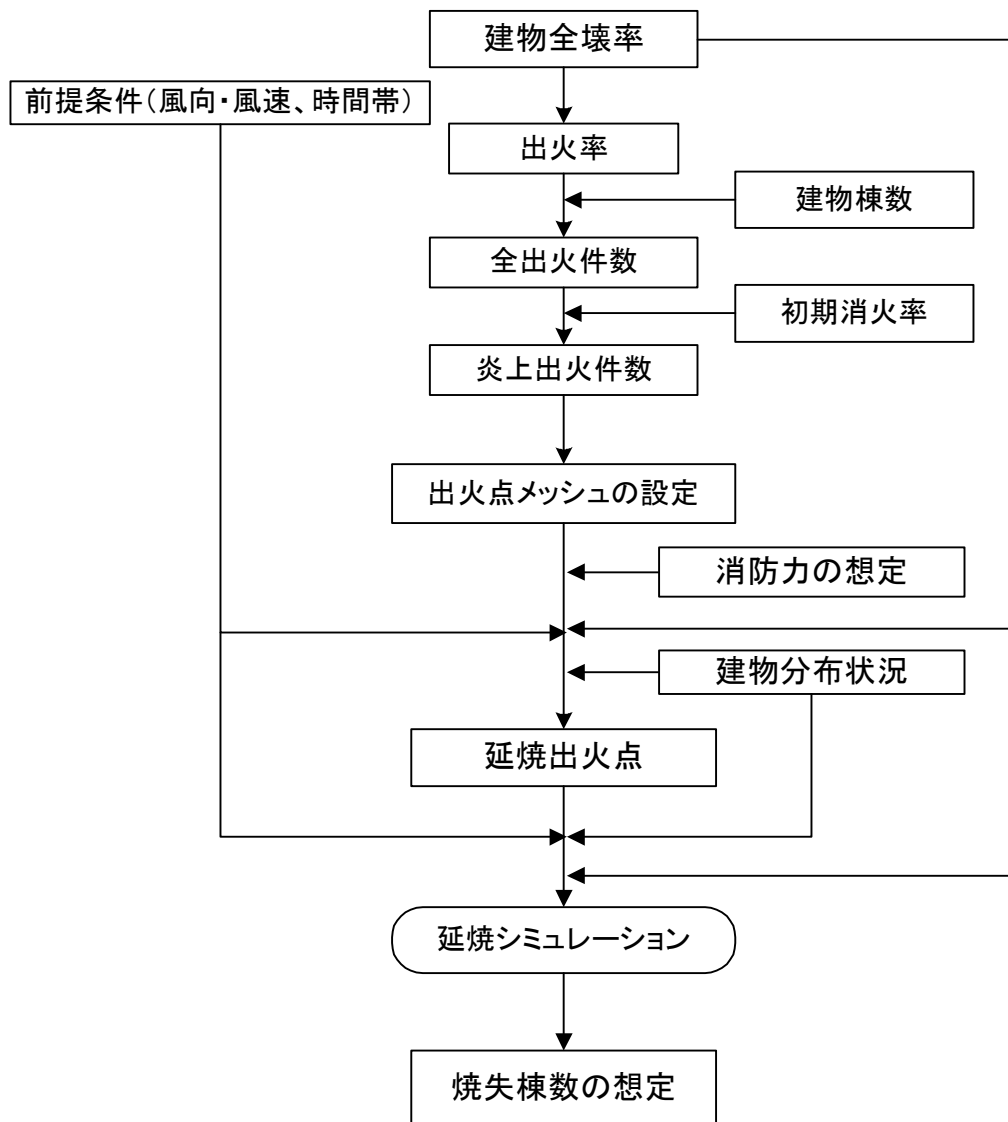 建物全壊率
前提条件(風向・風速、時間帯)
出火率
建物棟数
全出火件数
初期消火率
炎上出火件数
出火点メッシュの設定
消防力の想定
建物分布状況
延焼出火点
延焼シミュレーション
焼失棟数の想定